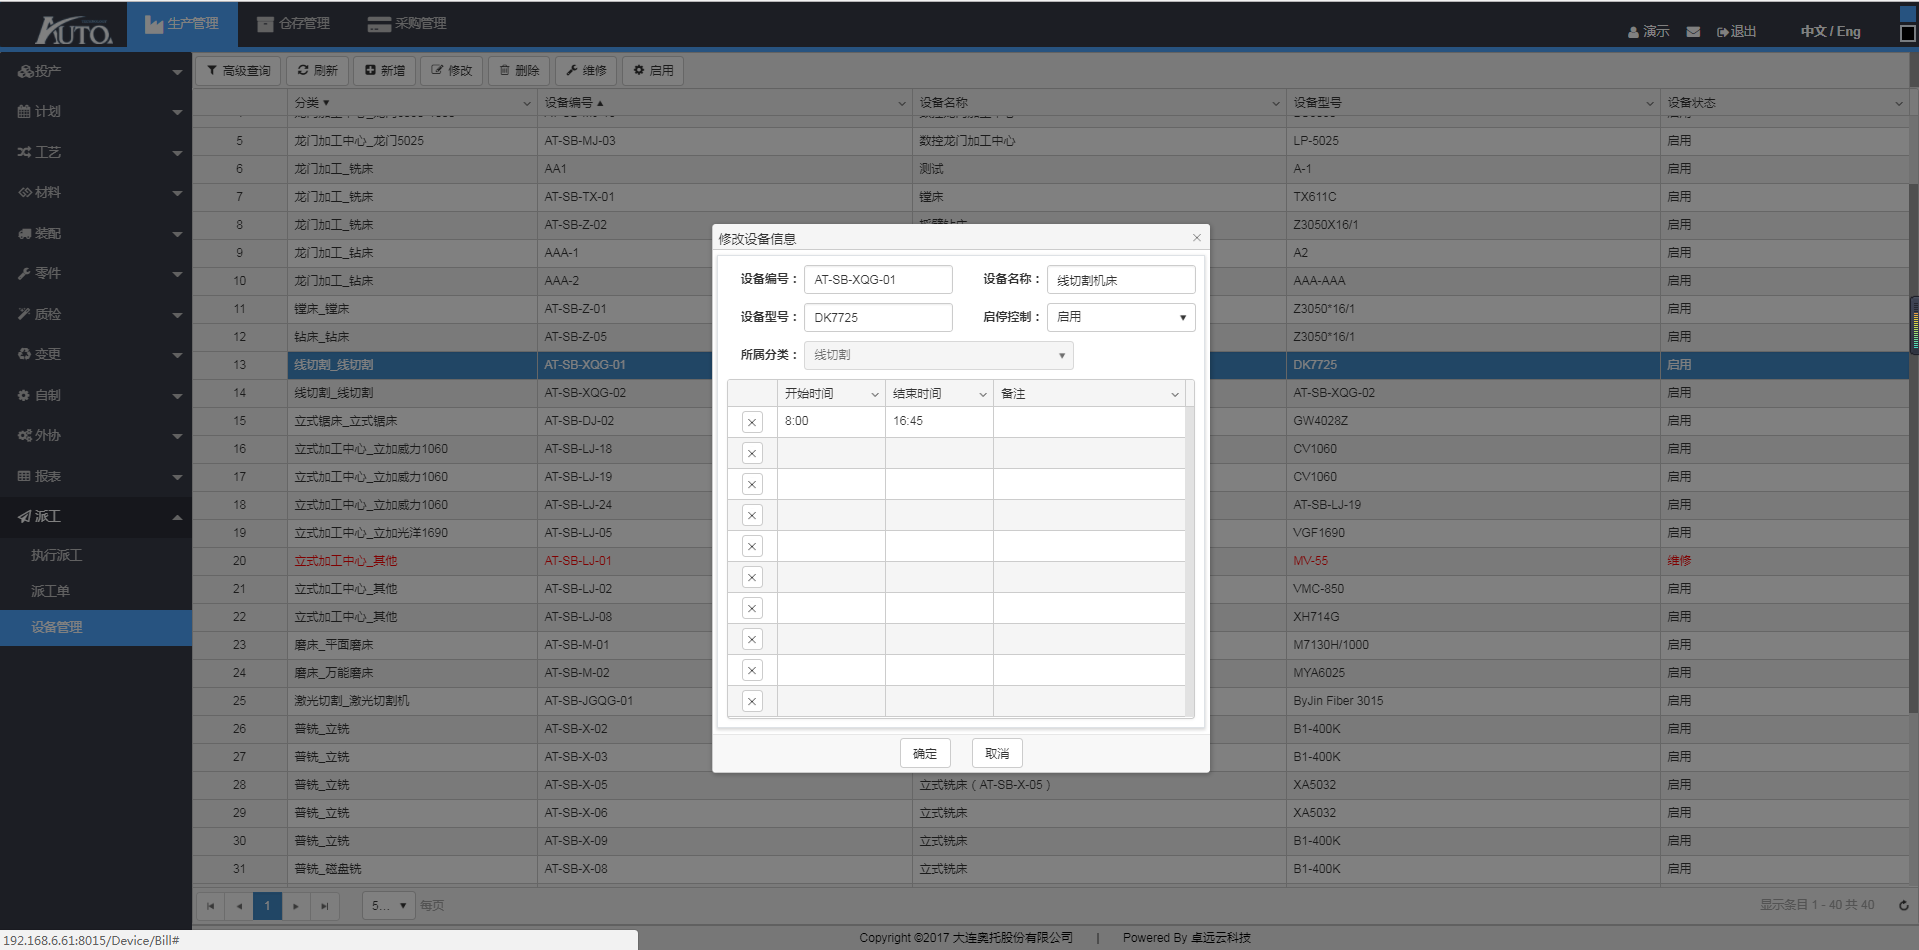 AUTO. 生产管理 仓存管理 采购管理
演示 退出 中文 / Eng
高级查询 刷新 新增 修改 删除 维修 启用
投产
计划
工艺
材料
装配
零件
质检
变更
自制
外协
报表
派工
执行派工
派工单
设备管理
分类 设备编号 设备名称 设备型号 设备状态
5 龙门加工中心_龙门5025 AT-SB-MJ-03 数控龙门加工中心 LP-5025 启用
6 龙门加工_铣床 AA1 测试 A-1 启用
7 龙门加工_铣床 AT-SB-TX-01 镗床 TX611C 启用
8 龙门加工_铣床 AT-SB-Z-02 Z3050X16/1 启用
9 龙门加工_钻床 AAA-1 A2 启用
10 龙门加工_钻床 AAA-2 AAA-AAA 启用
11 镗床_镗床 AT-SB-Z-01 Z3050*16/1 启用
12 钻床_钻床 AT-SB-Z-05 Z3050*16/1 启用
13 线切割_线切割 AT-SB-XQG-01 DK7725 启用
14 线切割_线切割 AT-SB-XQG-02 AT-SB-XQG-02 启用
15 立式锯床_立式锯床 AT-SB-DJ-02 GW4028Z 启用
16 立式加工中心_立加威力1060 AT-SB-LJ-18 CV1060 启用
17 立式加工中心_立加威力1060 AT-SB-LJ-19 CV1060 启用
18 立式加工中心_立加威力1060 AT-SB-LJ-24 AT-SB-LJ-19 启用
19 立式加工中心_立加光洋1690 AT-SB-LJ-05 VGF1690 启用
20 立式加工中心_其他 AT-SB-LJ-01 MV-55 维修
21 立式加工中心_其他 AT-SB-LJ-02 VMC-850 启用
22 立式加工中心_其他 AT-SB-LJ-08 XH714G 启用
23 磨床_平面磨床 AT-SB-M-01 M7130H/1000 启用
24 磨床_万能磨床 AT-SB-M-02 MYA6025 启用
25 激光切割_激光切割机 AT-SB-JGQG-01 ByJin Fiber 3015 启用
26 普铣_立铣 AT-SB-X-02 B1-400K 启用
27 普铣_立铣 AT-SB-X-03 B1-400K 启用
28 普铣_立铣 AT-SB-X-05 立式铣床（AT-SB-X-05） XA5032 启用
29 普铣_立铣 AT-SB-X-06 立式铣床 XA5032 启用
30 普铣_立铣 AT-SB-X-09 立式铣床 B1-400K 启用
31 普铣_磁盘铣 AT-SB-X-08 立式铣床 B1-400K 启用
修改设备信息
设备编号： AT-SB-XQG-01 设备名称： 线切割机床
设备型号： DK7725 启停控制： 启用
所属分类： 线切割
开始时间 结束时间 备注
8:00 16:45
确定 取消
1 5... 每页 显示条目 1 - 40 共 40
192.168.6.61:8015/Device/Bill#
Copyright ©2017 大连奥托股份有限公司 | Powered By 卓远云科技